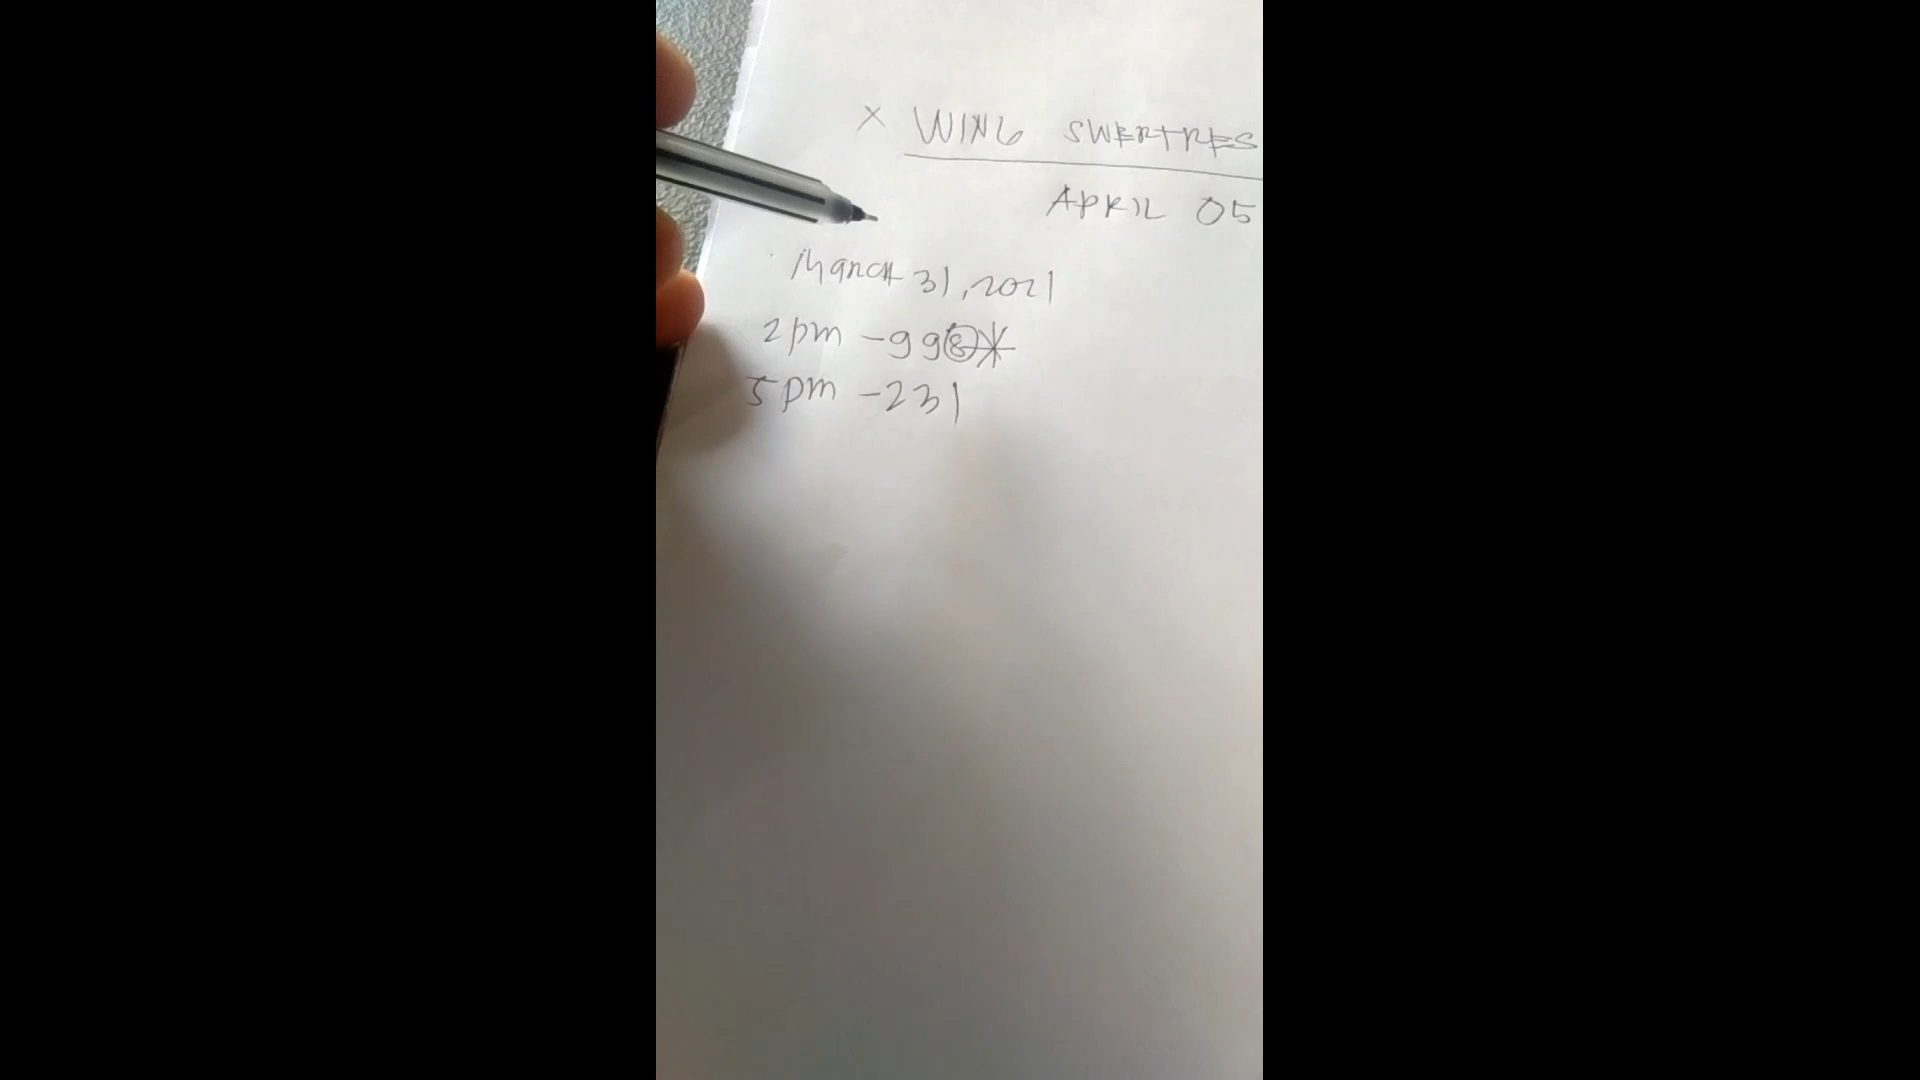 X WING SWERTRES
APRIL 05
March 31, 2021
2pm - 998*
5pm - 231